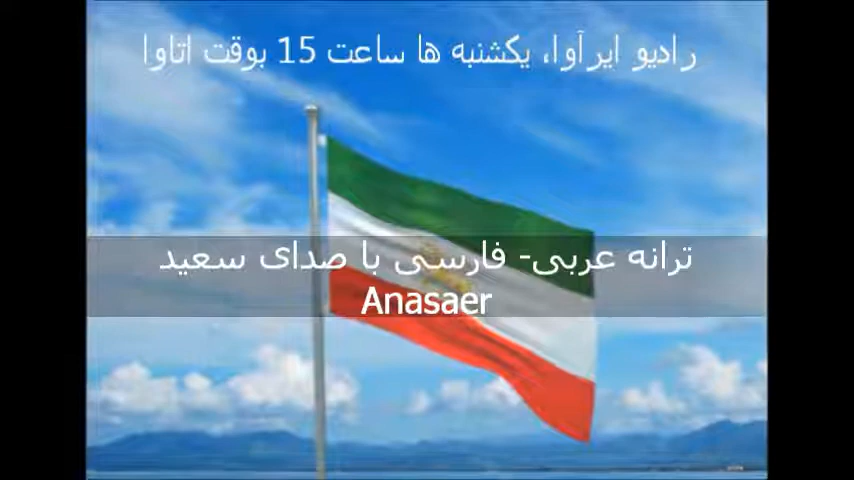 رادیو ایرآوا، یکشنبه ها ساعت 15 بوقت اتاوا
ترانه عربی- فارسی با صدای سعید
Anasaer